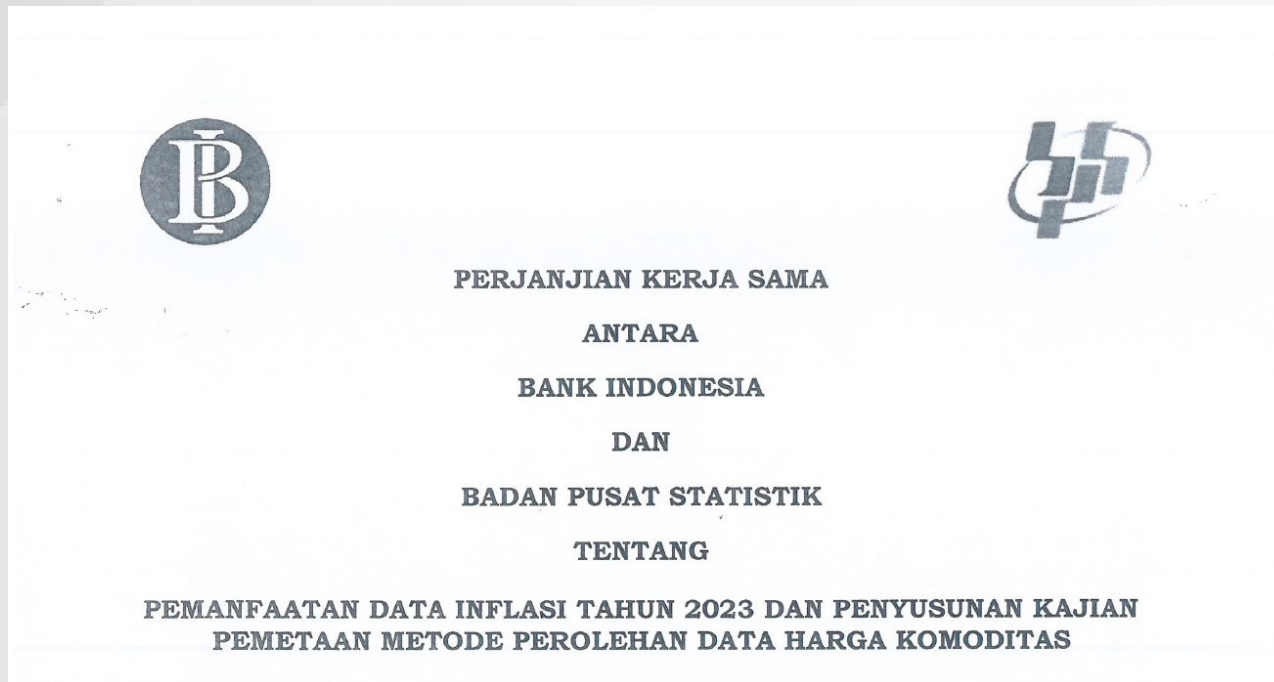 PERJANJIAN KERJA SAMA
ANTARA
BANK INDONESIA
DAN
BADAN PUSAT STATISTIK
TENTANG
PEMANFAATAN DATA INFLASI TAHUN 2023 DAN PENYUSUNAN KAJIAN
PEMETAAN METODE PEROLEHAN DATA HARGA KOMODITAS